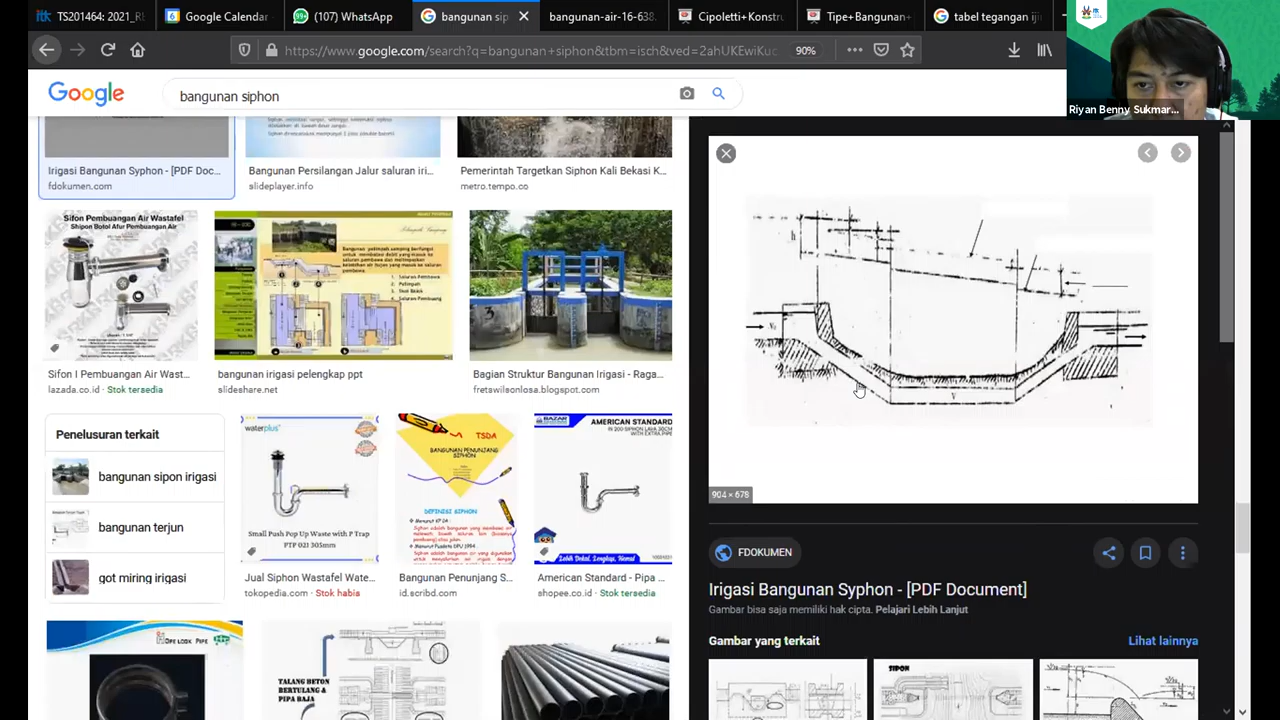 TS201464: 2021_RE
Google Calendar
(107) WhatsA
bangunan sip
bangunan-air-163
Cipoletti Konstru
Tabel tegangan iji
https://www.google.com/search?q=bangunan+siphon&tbm=isch&ved=2ahUKEwiKuc
90%
Riyan Benny Sukmar...
Google
bangunan siphon
Irigasi Bangunan Syphon - [PDF Doc...
fdokumen.com
Bangunan Persilangan Jalur saluran iri...
slideplayer.info
Pemerintah Targetkan Siphon Kali Bekasi K...
metro.tempo.co
Sifon Pembuangan Air Wastafel
Shipon Botol Afur Pembuangan Air
Sifon I Pembuangan Air Wast...
lazada.co.id • Stok tersedia
bangunan irigasi pelengkap ppt
slideshare.net
Bagian Struktur Bangunan Irigasi - Raga...
fretswilsonlosa.blogspot.com
904 × 678
Penelusuran terkait
bangunan sipon irigasi
bangunan terjun
got miring irigasi
waterplus
Small Push Pop Up Waste with P Trap
PTP 021 305mm
Jual Siphon Wastafel Wate...
tokopedia.com • Stok habis
TSDA
BANGUNAN PENUNJANG
SIPHON
DEFINISI SIPHON
Bangunan Penunjang S...
id.scribd.com
AMERICAN STANDARD
American Standard - Pipa ...
shopee.co.id • Stok tersedia
FDOKUMEN
Irigasi Bangunan Syphon - [PDF Document]
Gambar bisa saja memiliki hak cipta. Pelajari Lebih Lanjut
Gambar yang terkait
Lihat lainnya
TALANG BETON
BERTULANG &
PIPA BAJA
SIPON